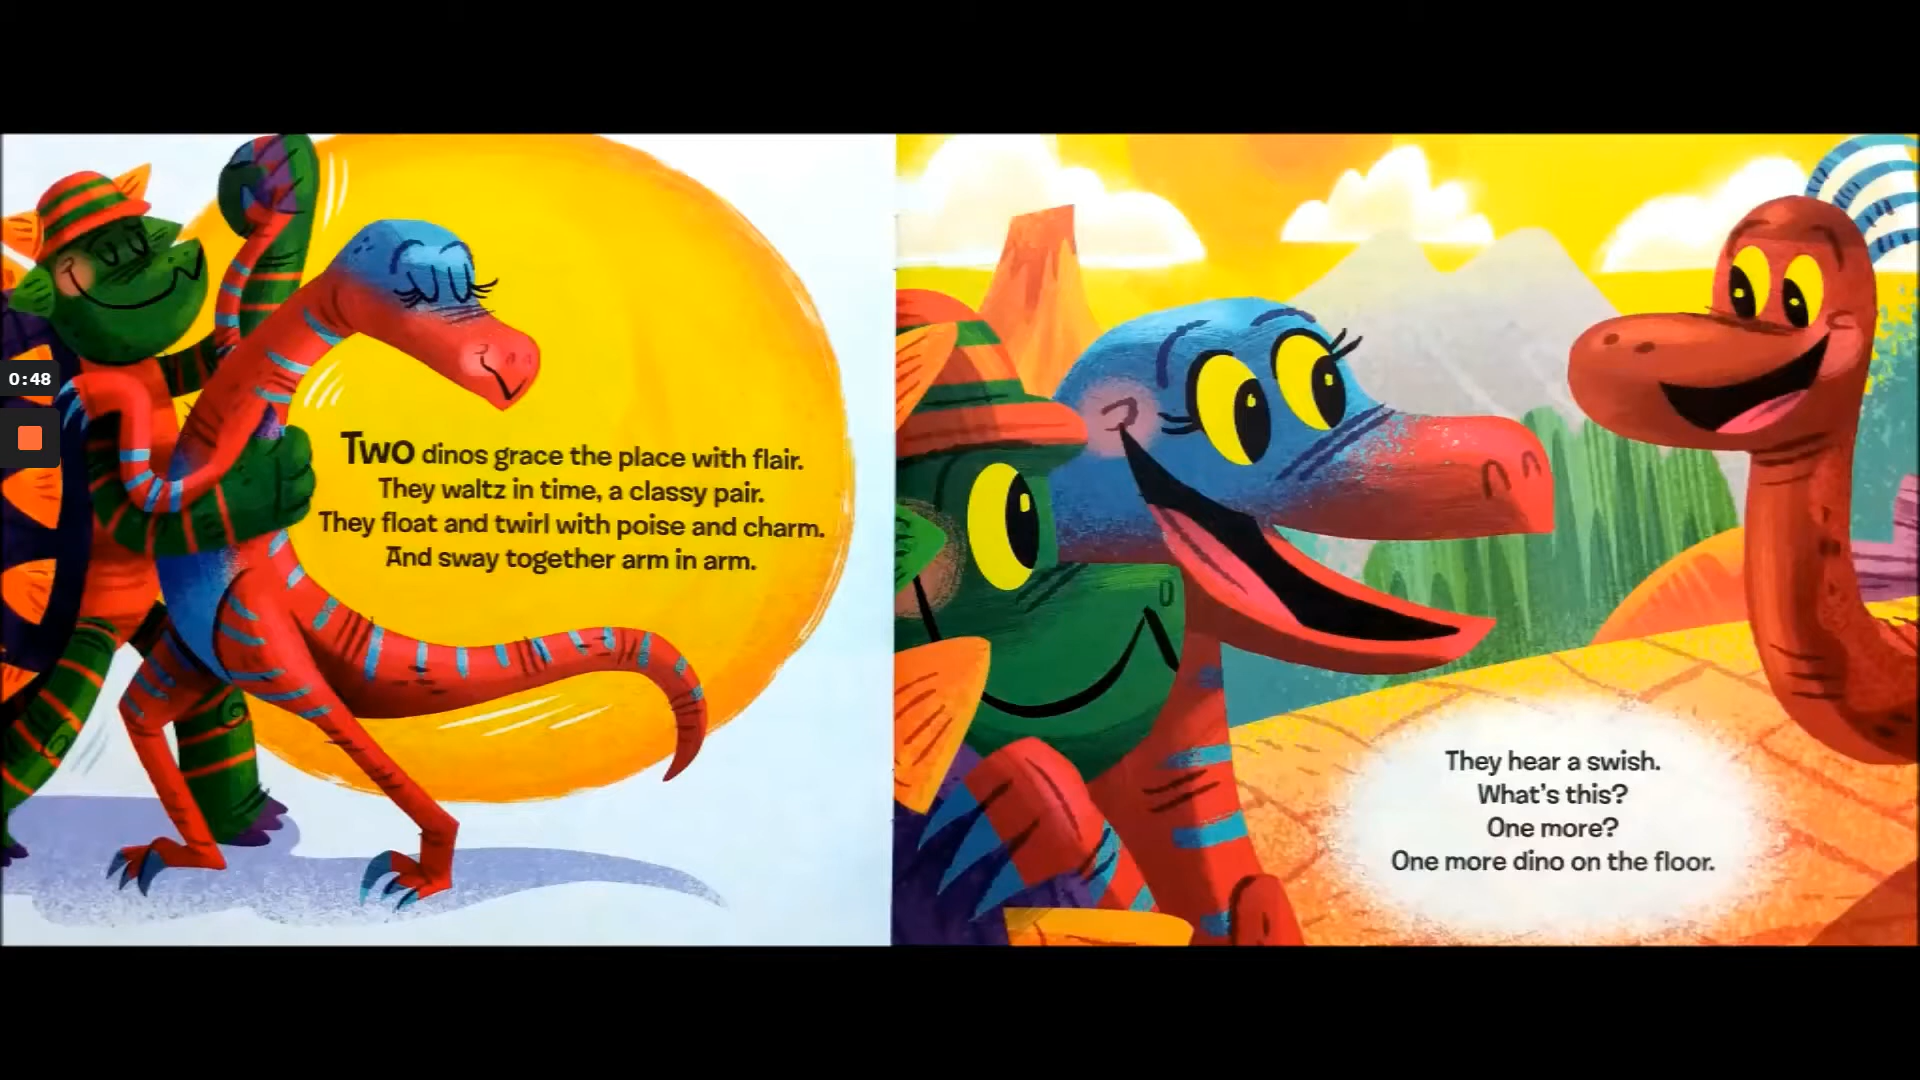 0:48
Two dinos grace the place with flair.
They waltz in time, a classy pair.
They float and twirl with poise and charm.
And sway together arm in arm.
They hear a swish.
What's this?
One more?
One more dino on the floor.